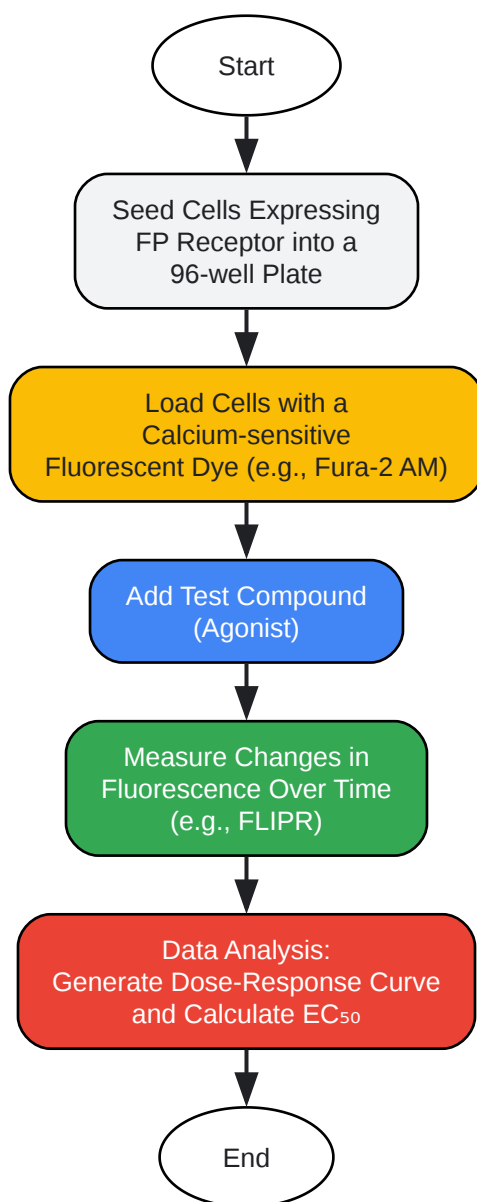 Start
Seed Cells Expressing
FP Receptor into a
96-well Plate
Load Cells with a
Calcium-sensitive
Fluorescent Dye (e.g., Fura-2 AM)
Add Test Compound
(Agonist)
Measure Changes in
Fluorescence Over Time
(e.g., FLIPR)
Data Analysis:
Generate Dose-Response Curve
and Calculate EC₅₀
End